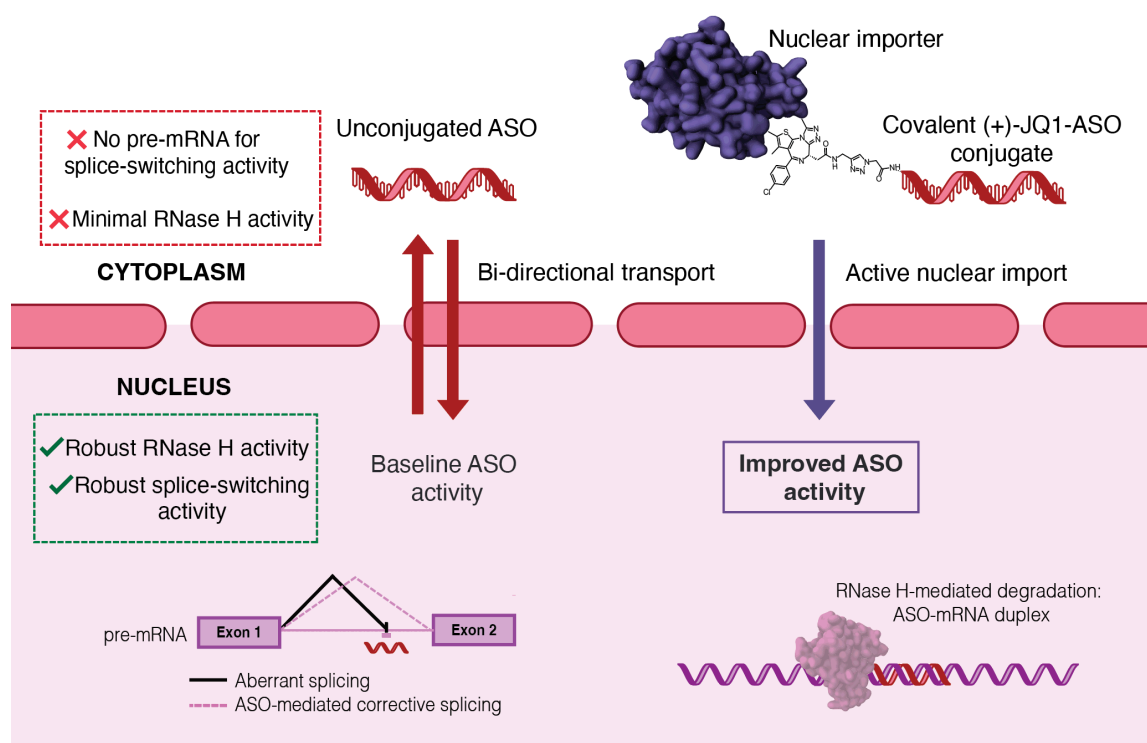 Nuclear importer
❌ No pre-mRNA for
splice-switching activity
❌ Minimal RNase H activity
Unconjugated ASO
Covalent (+)-JQ1-ASO
conjugate
S
N
N
N
N
Cl
O
N
H
N
N=N
O
NH
CYTOPLASM
Bi-directional transport
Active nuclear import
NUCLEUS
✓ Robust RNase H activity
✓ Robust splice-switching
activity
Baseline ASO
activity
Improved ASO
activity
pre-mRNA
Exon 1
Exon 2
Aberrant splicing
ASO-mediated corrective splicing
RNase H-mediated degradation:
ASO-mRNA duplex